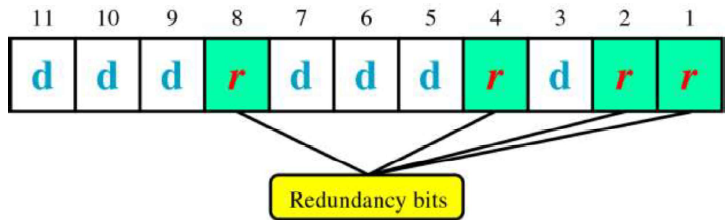 11 10 9 8 7 6 5 4 3 2 1
d d d r d d d r d r r
Redundancy bits